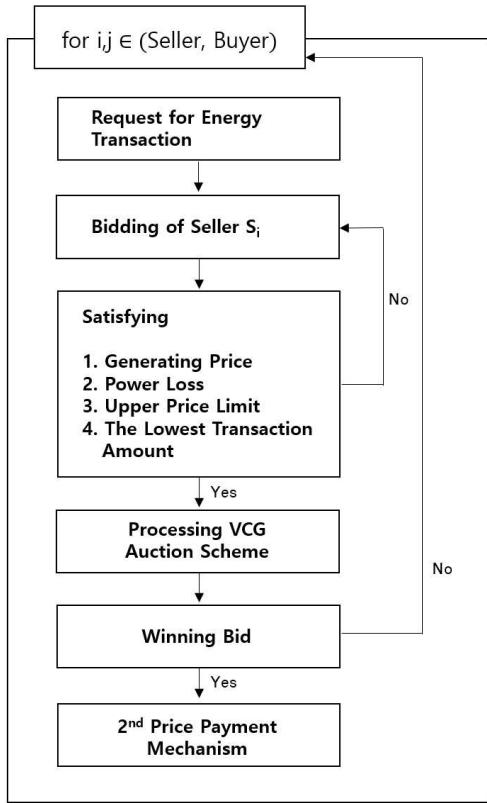 for i,j ∈ (Seller, Buyer)
Request for Energy
Transaction
Bidding of Seller Sᵢ
No
Satisfying
1. Generating Price
2. Power Loss
3. Upper Price Limit
4. The Lowest Transaction
Amount
Yes
Processing VCG
Auction Scheme
No
Winning Bid
Yes
2ⁿᵈ Price Payment
Mechanism